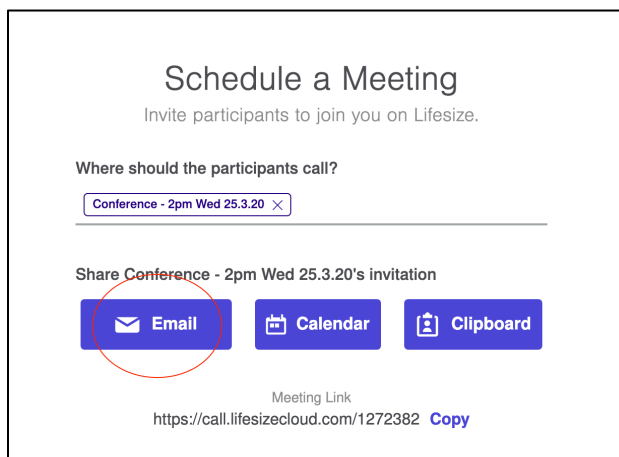 Schedule a Meeting
Invite participants to join you on Lifesize.
Where should the participants call?
Conference - 2pm Wed 25.3.20
Share Conference - 2pm Wed 25.3.20's invitation
Email Calendar Clipboard
Meeting Link
https://call.lifesizecloud.com/1272382 Copy